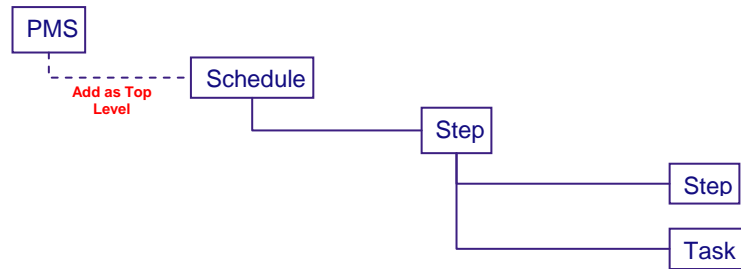 PMS
Schedule
Add as Top
Level
Step
Step
Task